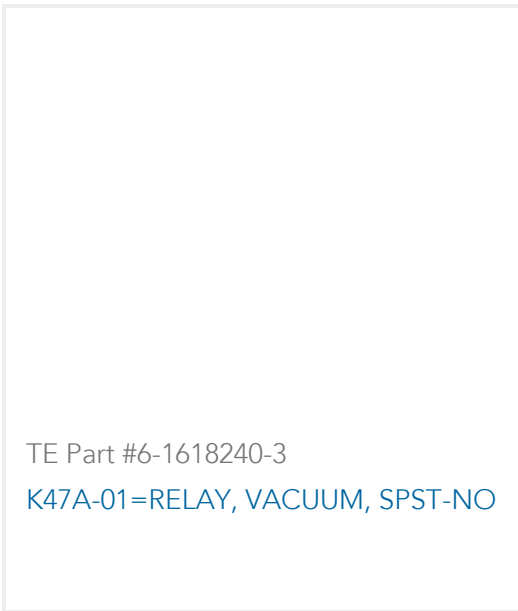 TE Part #6-1618240-3
K47A-01=RELAY, VACUUM, SPST-NO